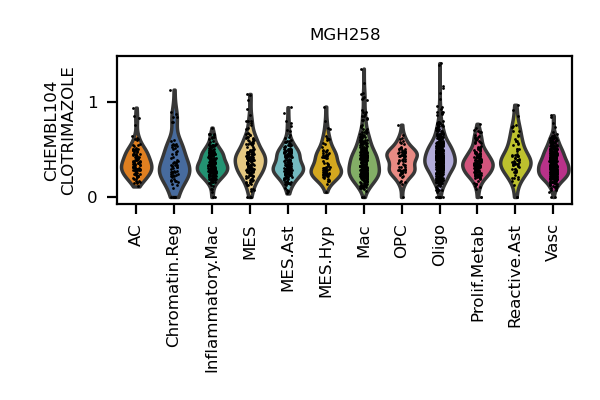 MGH258
CHEMBL104
CLOTRIMAZOLE
1
0
AC
Chromatin.Reg
Inflammatory.Mac
MES
MES.Ast
MES.Hyp
Mac
OPC
Oligo
Prolif.Metab
Reactive.Ast
Vasc